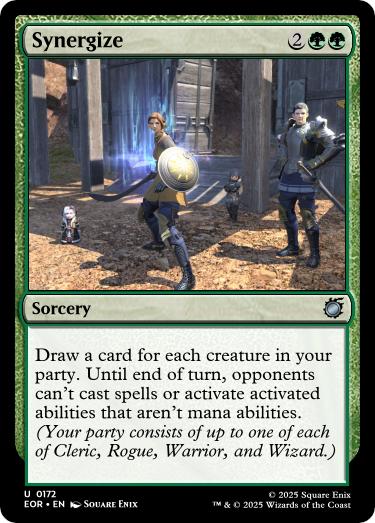 Synergize 2
Sorcery
Draw a card for each creature in your
party. Until end of turn, opponents
can't cast spells or activate activated
abilities that aren't mana abilities.
(Your party consists of up to one of each
of Cleric, Rogue, Warrior, and Wizard.)
U 0172
EOR • EN SQUARE ENIX
© 2025 Square Enix
™ & © 2025 Wizards of the Coast